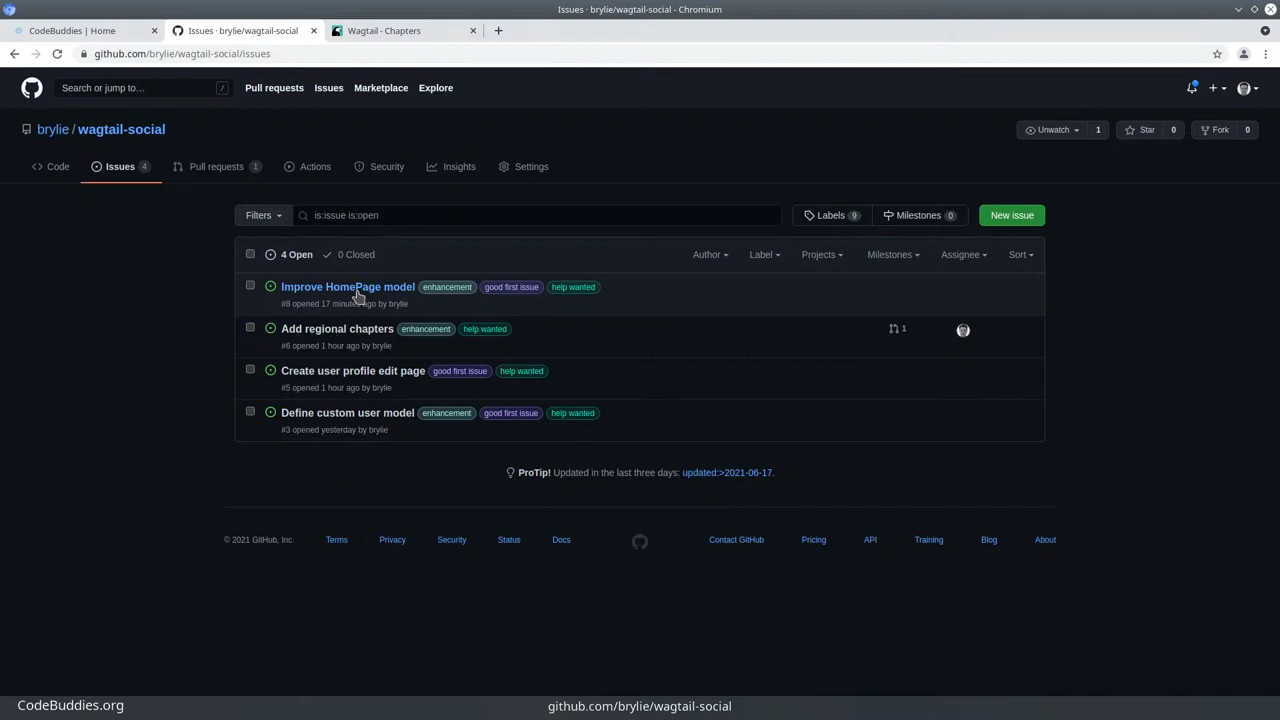 Issues · brylie/wagtail-social - Chromium
CodeBuddies | Home
Issues · brylie/wagtail-social
Wagtail - Chapters
github.com/brylie/wagtail-social/issues
Search or jump to… /
Pull requests Issues Marketplace Explore
brylie / wagtail-social
Unwatch 1 Star 0 Fork 0
Code Issues 4 Pull requests 1 Actions Security Insights Settings
Filters is:issue is:open Labels 9 Milestones 0 New issue
4 Open 0 Closed Author Label Projects Milestones Assignee Sort
Improve HomePage model enhancement good first issue help wanted
#8 opened 17 minutes ago by brylie
Add regional chapters enhancement help wanted 1
#6 opened 1 hour ago by brylie
Create user profile edit page good first issue help wanted
#5 opened 1 hour ago by brylie
Define custom user model enhancement good first issue help wanted
#3 opened yesterday by brylie
ProTip! Updated in the last three days: updated:>2021-06-17.
© 2021 GitHub, Inc. Terms Privacy Security Status Docs Contact GitHub Pricing API Training Blog About
CodeBuddies.org
github.com/brylie/wagtail-social